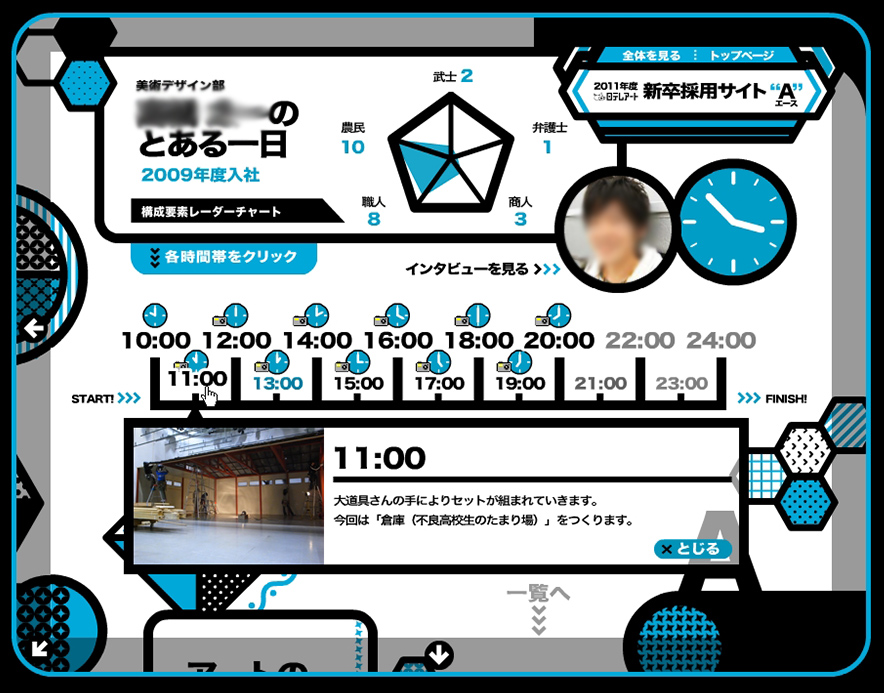 全体を見る
トップページ
2011年度
日テレアート
新卒採用サイト
“A”
エース
美術デザイン部
の
とある一日
2009年度入社
構成要素レーダーチャート
武士 2
農民
10
弁護士
1
職人
8
商人
3
各時間帯をクリック
インタビューを見る
10:00 12:00 14:00 16:00 18:00 20:00 22:00 24:00
11:00 13:00 15:00 17:00 19:00 21:00 23:00
START!
FINISH!
11:00
大道具さんの手によりセットが組まれていきます。
今回は「倉庫（不良高校生のたまり場）」をつくります。
× とじる
A
一覧へ